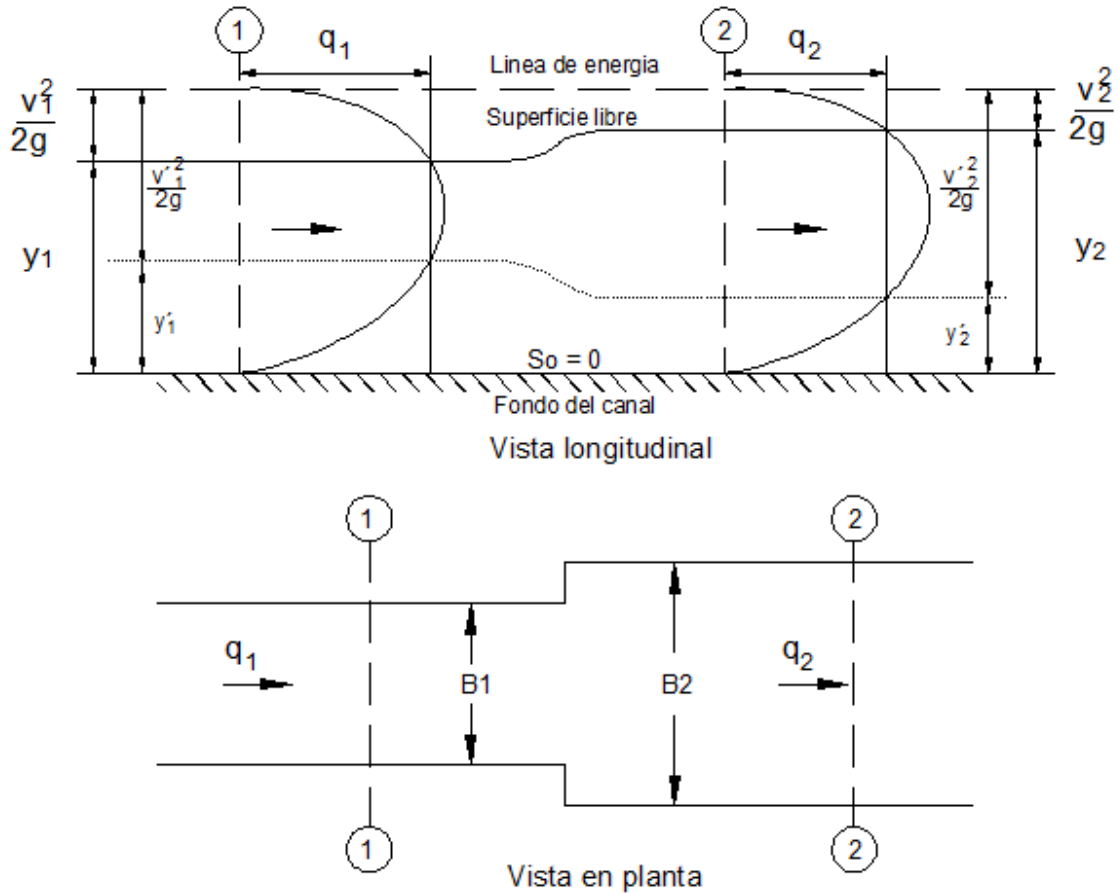 1
q1
2
q2
Linea de energia
v1²/2g
Superficie libre
v2²/2g
v´1²/2g
v´2²/2g
y1
y2
y´1
y´2
So = 0
Fondo del canal
Vista longitudinal
1
2
q1
B1
B2
q2
1
2
Vista en planta